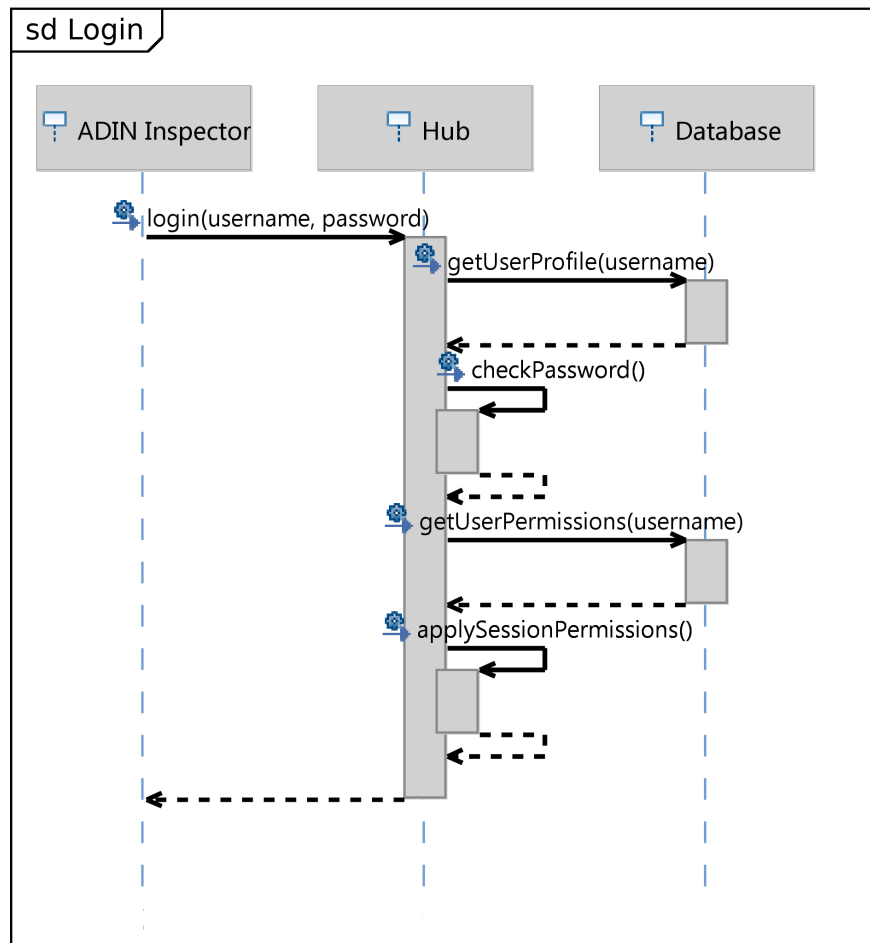 sd Login
ADIN Inspector
Hub
Database
login(username, password)
getUserProfile(username)
checkPassword()
getUserPermissions(username)
applySessionPermissions()